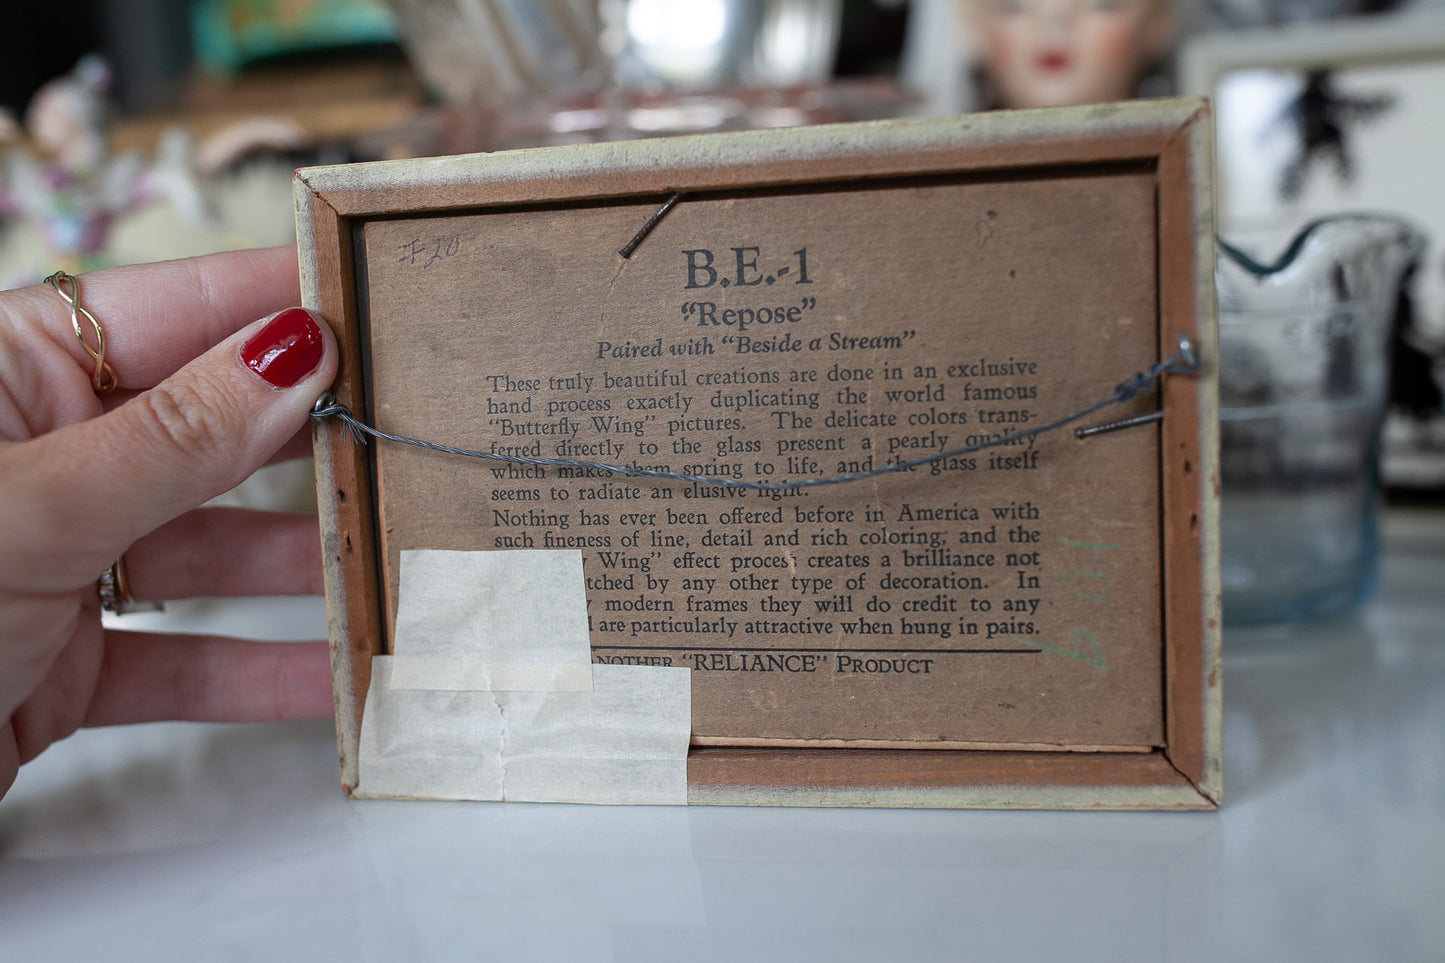 #20
B.E.-1
“Repose”
Paired with “Beside a Stream”
These truly beautiful creations are done in an exclusive
hand process exactly duplicating the world famous
“Butterfly Wing” pictures. The delicate colors trans-
ferred directly to the glass present a pearly quality
which makes them spring to life, and the glass itself
seems to radiate an elusive light.
Nothing has ever been offered before in America with
such fineness of line, detail and rich coloring; and the
Wing” effect process creates a brilliance not
tched by any other type of decoration. In
modern frames they will do credit to any
are particularly attractive when hung in pairs.
NOTHER “RELIANCE” PRODUCT